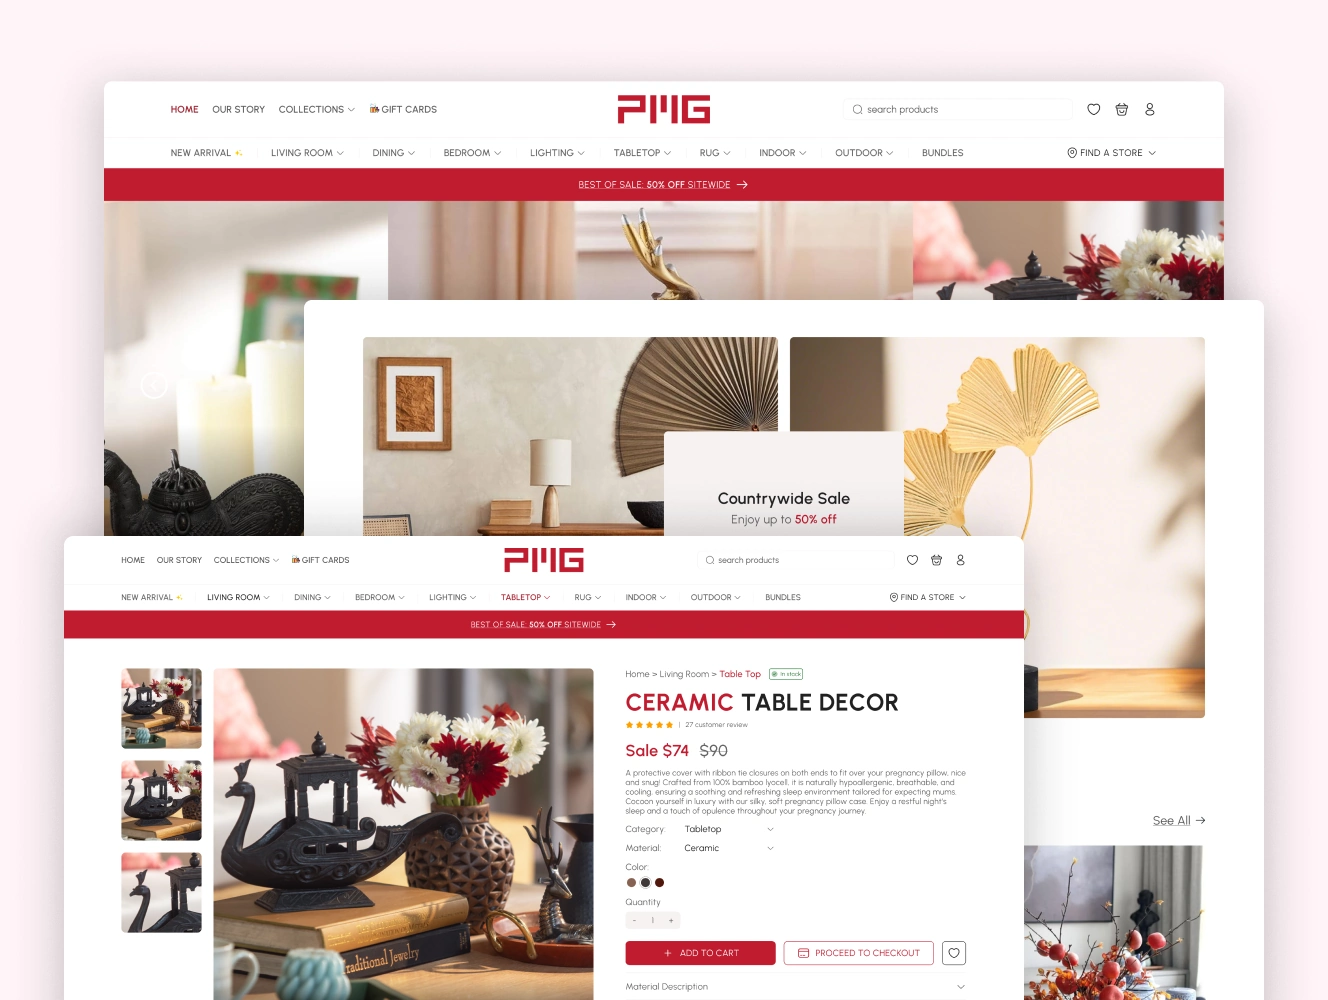 HOME OUR STORY COLLECTIONS GIFT CARDS PMG search products
NEW ARRIVAL LIVING ROOM DINING BEDROOM LIGHTING TABLETOP RUG INDOOR OUTDOOR BUNDLES FIND A STORE
BEST OF SALE: 50% OFF SITEWIDE
Countrywide Sale
Enjoy up to 50% off
See All
HOME OUR STORY COLLECTIONS GIFT CARDS PMG search products
NEW ARRIVAL LIVING ROOM DINING BEDROOM LIGHTING TABLETOP RUG INDOOR OUTDOOR BUNDLES FIND A STORE
BEST OF SALE: 50% OFF SITEWIDE
Home > Living Room > Table Top In stock
CERAMIC TABLE DECOR
| 27 customer review
Sale $74 $90
A protective cover with ribbon tie closures on both ends to fit over your pregnancy pillow, nice
and snug! Crafted from 100% bamboo lyocell, it is naturally hypoallergenic, breathable, and
cooling, ensuring a soothing and refreshing sleep environment tailored for expecting mums.
Cocoon yourself in luxury with our silky, soft pregnancy pillow case. Enjoy a restful night's
sleep and a touch of opulence throughout your pregnancy journey.
Category: Tabletop
Material: Ceramic
Color:
Quantity
- 1 +
+ ADD TO CART PROCEED TO CHECKOUT
Material Description
Traditional Jewelry